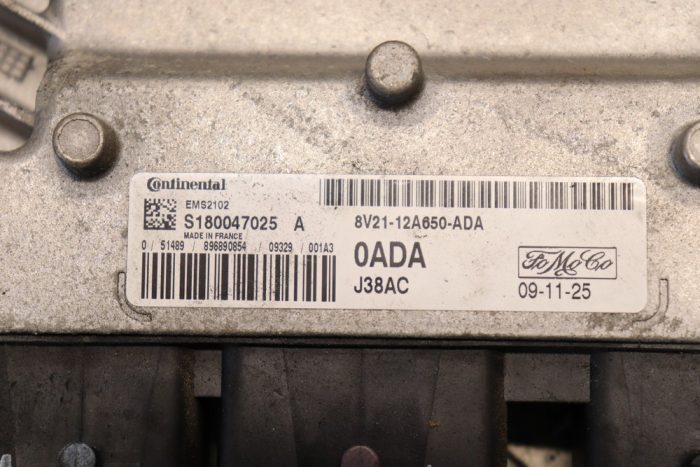 Continental
EMS2102
S180047025 A
MADE IN FRANCE
0 / 51489 / 896890854 / 09329 / 001A3
8V21-12A650-ADA
0ADA
J38AC
FoMoCo
09-11-25